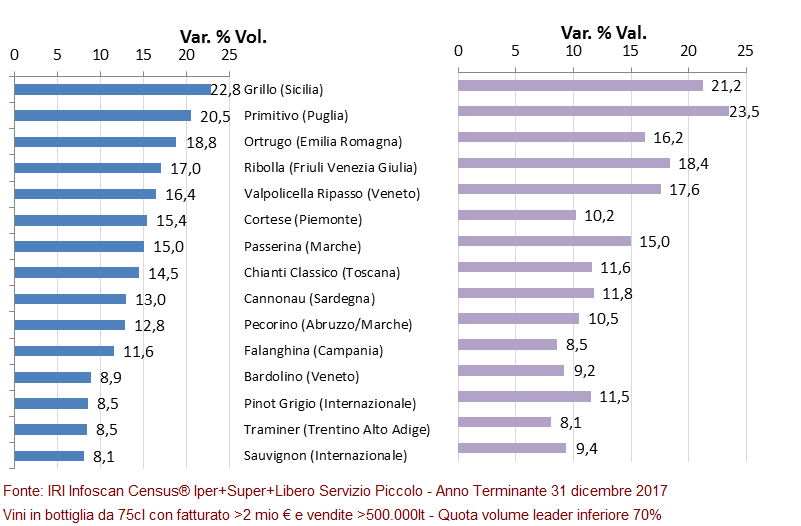 Var. % Vol. Var. % Val.
0 5 10 15 20 25 0 5 10 15 20 25
22,8 Grillo (Sicilia) 21,2
20,5 Primitivo (Puglia) 23,5
18,8 Ortrugo (Emilia Romagna) 16,2
17,0 Ribolla (Friuli Venezia Giulia) 18,4
16,4 Valpolicella Ripasso (Veneto) 17,6
15,4 Cortese (Piemonte) 10,2
15,0 Passerina (Marche) 15,0
14,5 Chianti Classico (Toscana) 11,6
13,0 Cannonau (Sardegna) 11,8
12,8 Pecorino (Abruzzo/Marche) 10,5
11,6 Falanghina (Campania) 8,5
8,9 Bardolino (Veneto) 9,2
8,5 Pinot Grigio (Internazionale) 11,5
8,5 Traminer (Trentino Alto Adige) 8,1
8,1 Sauvignon (Internazionale) 9,4
Fonte: IRI Infoscan Census® Iper+Super+Libero Servizio Piccolo - Anno Terminante 31 dicembre 2017
Vini in bottiglia da 75cl con fatturato >2 mio € e vendite >500.000lt - Quota volume leader inferiore 70%